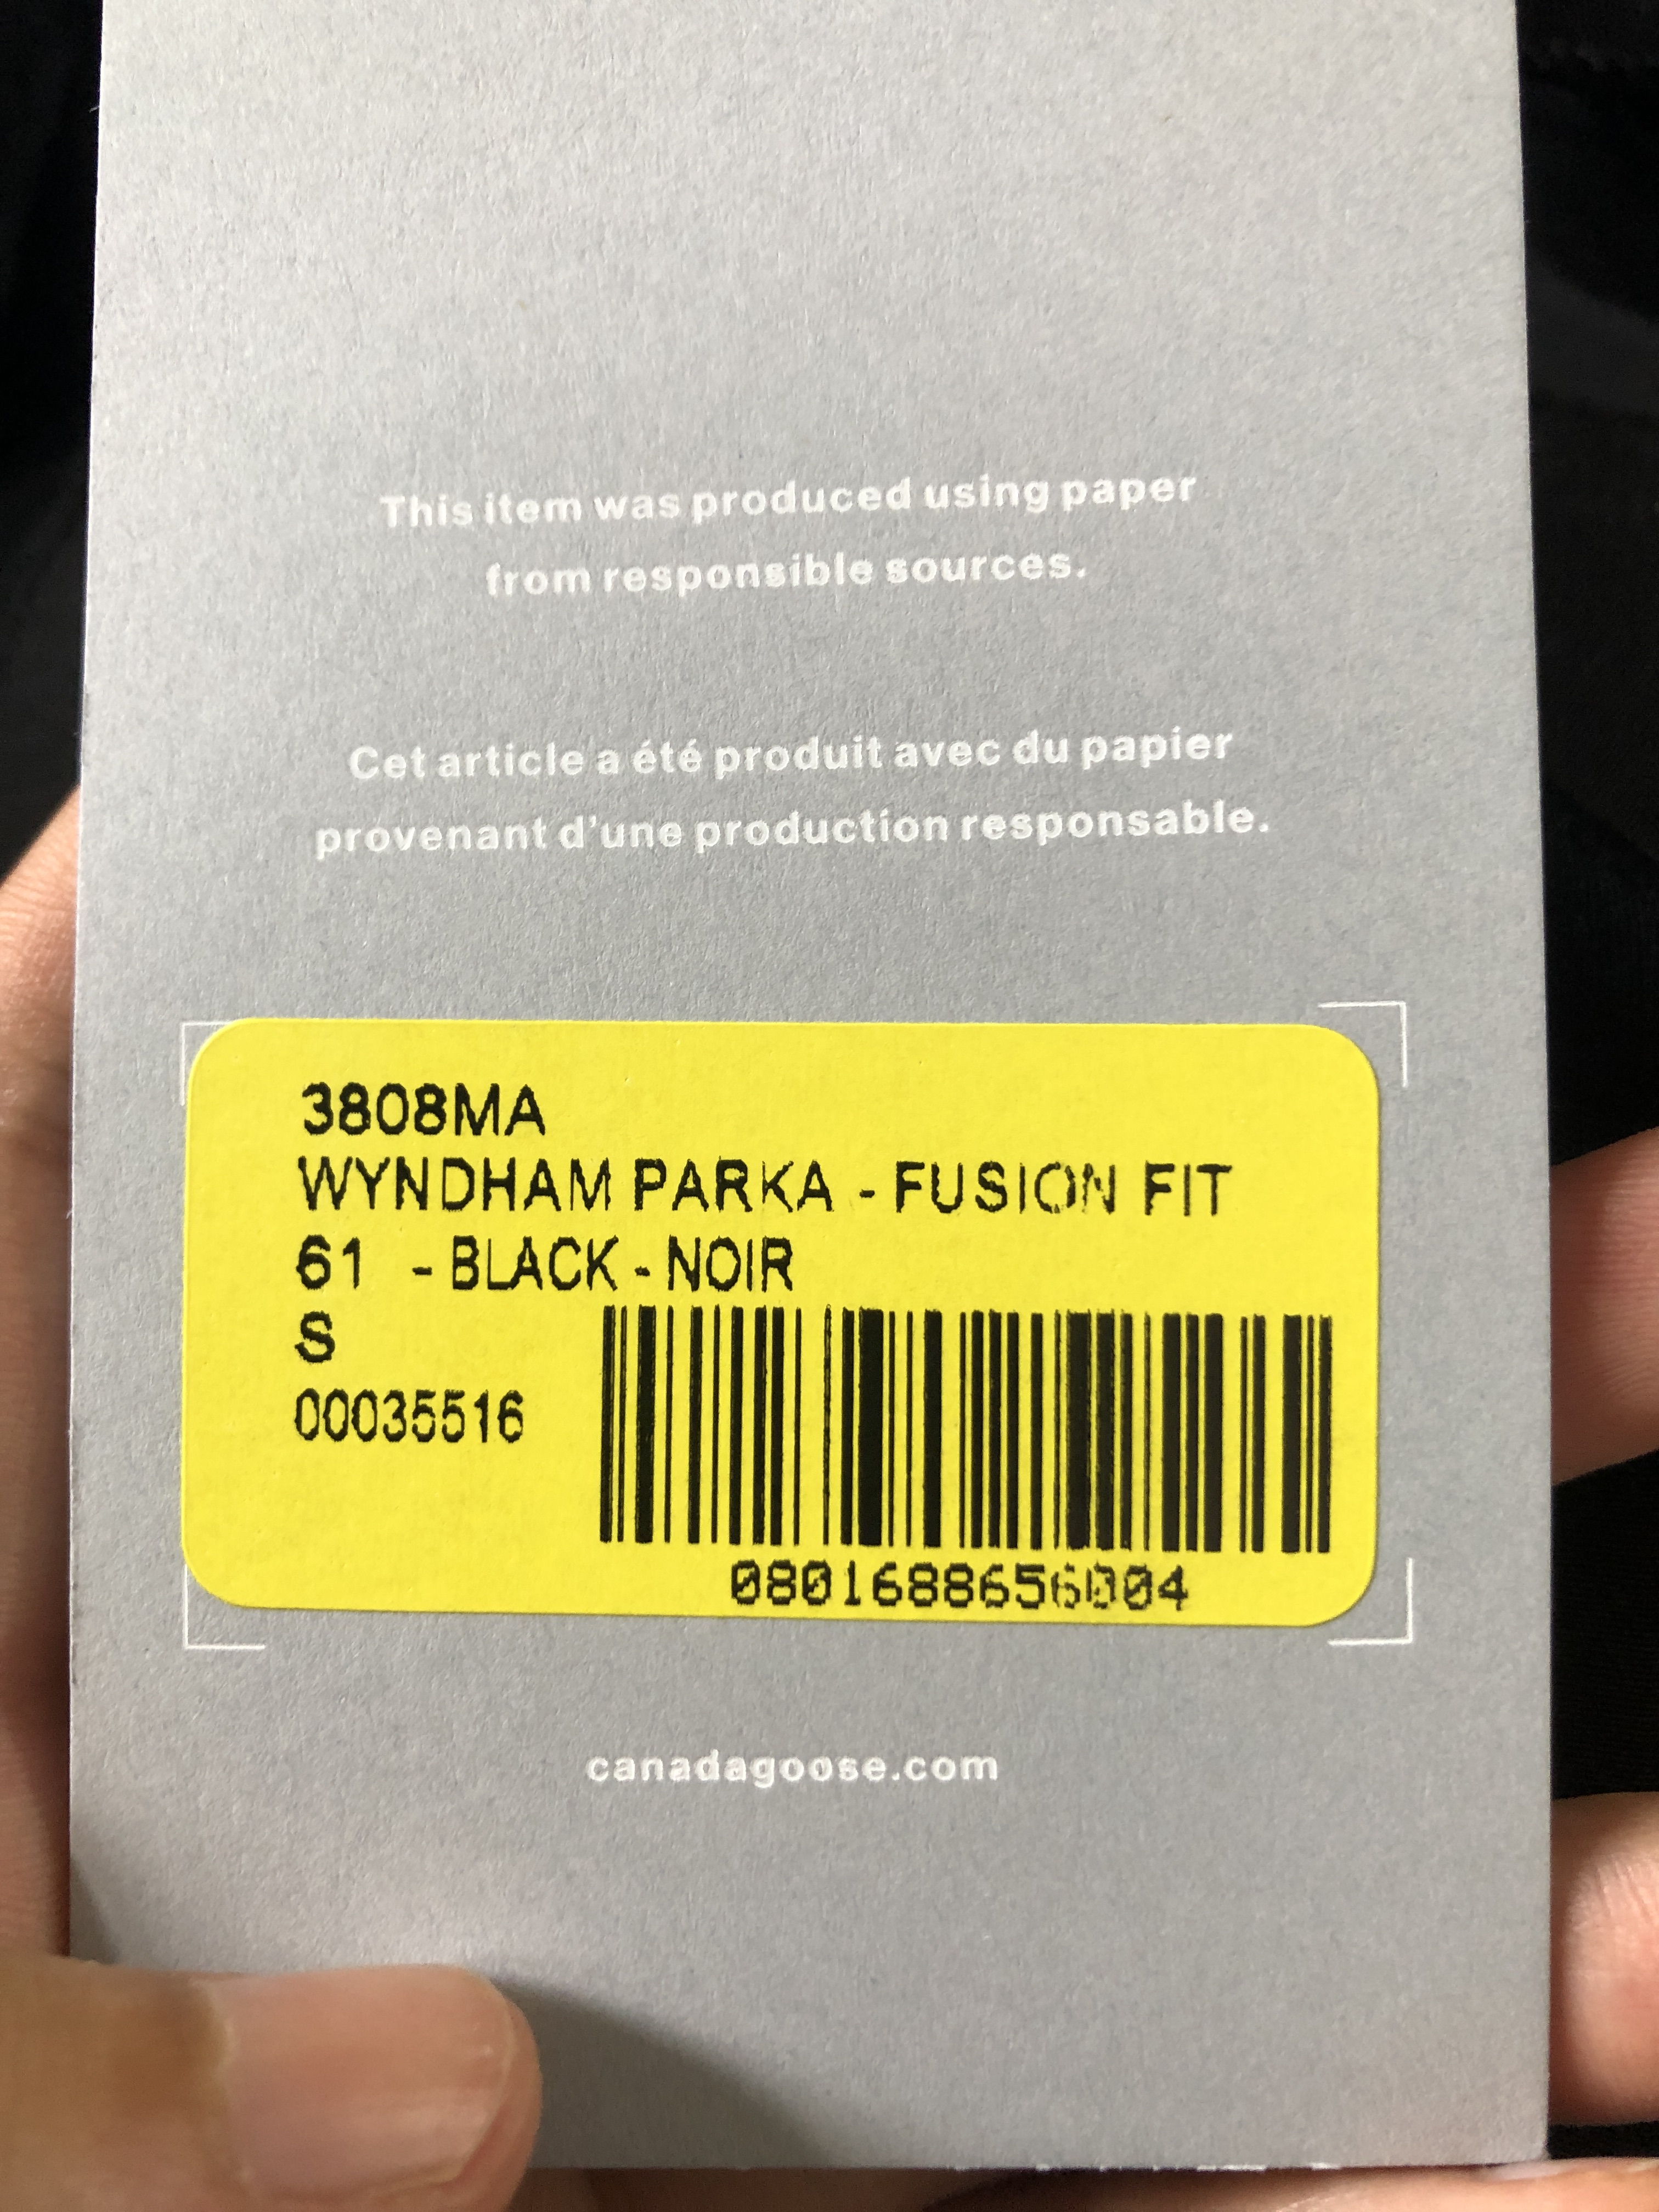 This item was produced using paper
from responsible sources.
Cet article a été produit avec du papier
provenant d'une production responsable.
3808MA
WYNDHAM PARKA - FUSION FIT
61 - BLACK - NOIR
S
00035516
0801688656004
canadagoose.com